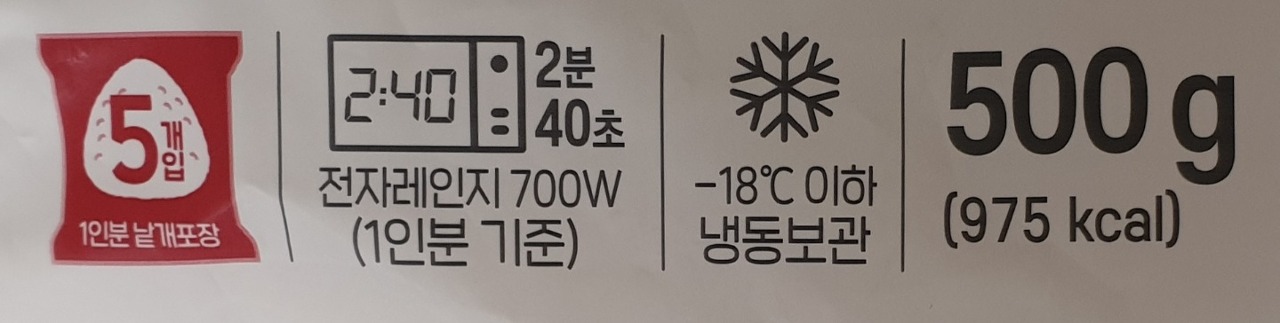 5개입
1인분 낱개포장
2:40
2분
40초
전자레인지 700W
(1인분 기준)
-18℃ 이하
냉동보관
500 g
(975 kcal)